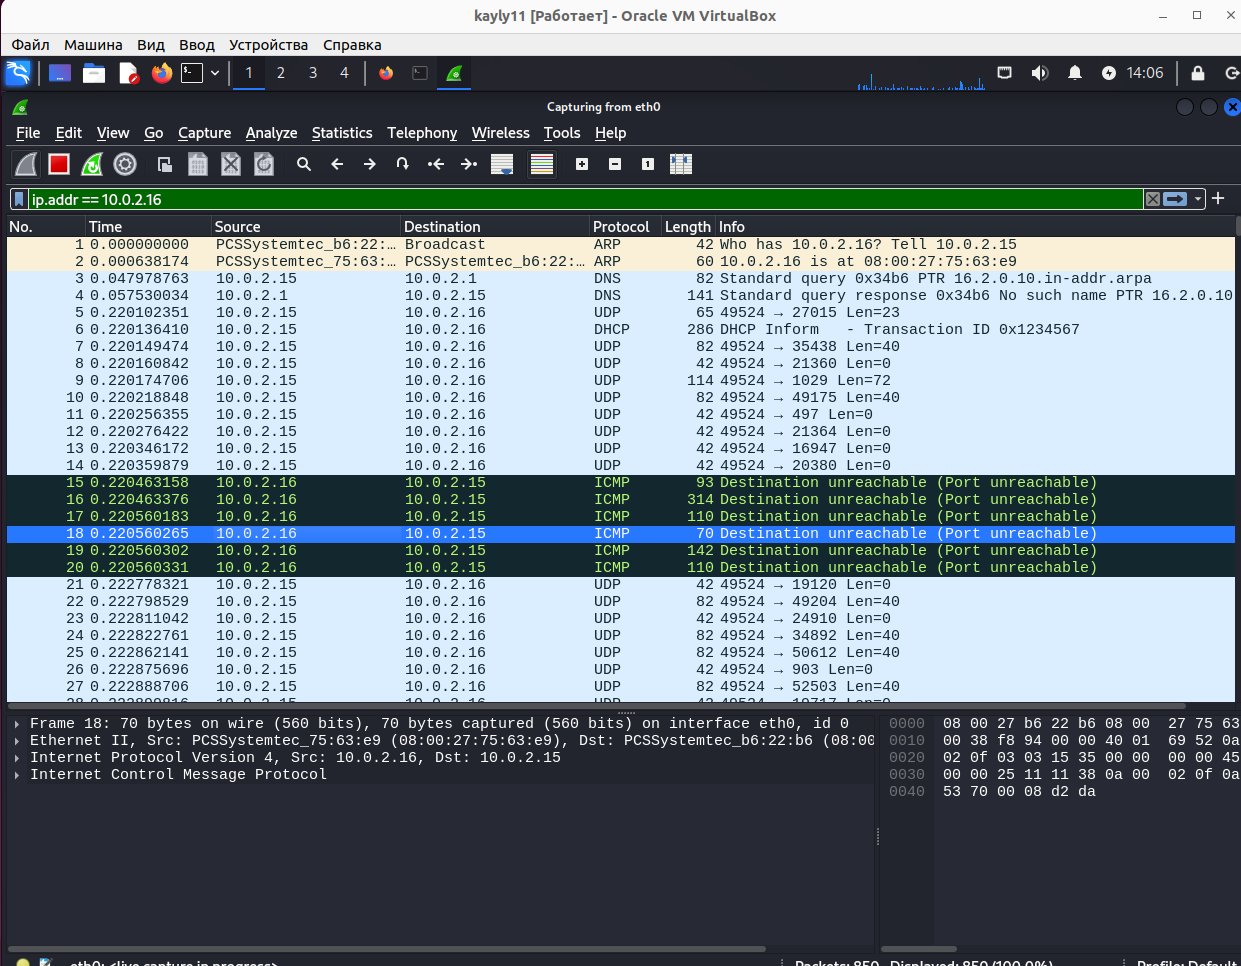 kayly11 [Работает] - Oracle VM VirtualBox
Файл Машина Вид Ввод Устройства Справка
1 2 3 4 14:06
Capturing from eth0
File Edit View Go Capture Analyze Statistics Telephony Wireless Tools Help
ip.addr == 10.0.2.16
No. Time Source Destination Protocol Length Info
1 0.000000000 PCSSystemtec_b6:22:… Broadcast ARP 42 Who has 10.0.2.16? Tell 10.0.2.15
2 0.000638174 PCSSystemtec_75:63:… PCSSystemtec_b6:22:… ARP 60 10.0.2.16 is at 08:00:27:75:63:e9
3 0.047978763 10.0.2.15 10.0.2.1 DNS 82 Standard query 0x34b6 PTR 16.2.0.10.in-addr.arpa
4 0.057530034 10.0.2.1 10.0.2.15 DNS 141 Standard query response 0x34b6 No such name PTR 16.2.0.10
5 0.220102351 10.0.2.15 10.0.2.16 UDP 65 49524 → 27015 Len=23
6 0.220136410 10.0.2.15 10.0.2.16 DHCP 286 DHCP Inform - Transaction ID 0x1234567
7 0.220149474 10.0.2.15 10.0.2.16 UDP 82 49524 → 35438 Len=40
8 0.220160842 10.0.2.15 10.0.2.16 UDP 42 49524 → 21360 Len=0
9 0.220174706 10.0.2.15 10.0.2.16 UDP 114 49524 → 1029 Len=72
10 0.220218848 10.0.2.15 10.0.2.16 UDP 82 49524 → 49175 Len=40
11 0.220256355 10.0.2.15 10.0.2.16 UDP 42 49524 → 497 Len=0
12 0.220276422 10.0.2.15 10.0.2.16 UDP 42 49524 → 21364 Len=0
13 0.220346172 10.0.2.15 10.0.2.16 UDP 42 49524 → 16947 Len=0
14 0.220359879 10.0.2.15 10.0.2.16 UDP 42 49524 → 20380 Len=0
15 0.220463158 10.0.2.16 10.0.2.15 ICMP 93 Destination unreachable (Port unreachable)
16 0.220463376 10.0.2.16 10.0.2.15 ICMP 314 Destination unreachable (Port unreachable)
17 0.220560183 10.0.2.16 10.0.2.15 ICMP 110 Destination unreachable (Port unreachable)
18 0.220560265 10.0.2.16 10.0.2.15 ICMP 70 Destination unreachable (Port unreachable)
19 0.220560302 10.0.2.16 10.0.2.15 ICMP 142 Destination unreachable (Port unreachable)
20 0.220560331 10.0.2.16 10.0.2.15 ICMP 110 Destination unreachable (Port unreachable)
21 0.222778321 10.0.2.15 10.0.2.16 UDP 42 49524 → 19120 Len=0
22 0.222798529 10.0.2.15 10.0.2.16 UDP 82 49524 → 49204 Len=40
23 0.222811042 10.0.2.15 10.0.2.16 UDP 42 49524 → 24910 Len=0
24 0.222822761 10.0.2.15 10.0.2.16 UDP 82 49524 → 34892 Len=40
25 0.222862141 10.0.2.15 10.0.2.16 UDP 82 49524 → 50612 Len=40
26 0.222875696 10.0.2.15 10.0.2.16 UDP 42 49524 → 903 Len=0
27 0.222888706 10.0.2.15 10.0.2.16 UDP 82 49524 → 52503 Len=40
Frame 18: 70 bytes on wire (560 bits), 70 bytes captured (560 bits) on interface eth0, id 0
Ethernet II, Src: PCSSystemtec_75:63:e9 (08:00:27:75:63:e9), Dst: PCSSystemtec_b6:22:b6 (08:00
Internet Protocol Version 4, Src: 10.0.2.16, Dst: 10.0.2.15
Internet Control Message Protocol
0000 08 00 27 b6 22 b6 08 00 27 75 63
0010 00 38 f8 94 00 00 40 01 69 52 0a
0020 02 0f 03 03 15 35 00 00 00 00 45
0030 00 00 25 11 11 38 0a 00 02 0f 0a
0040 53 70 00 08 d2 da
eth0: <live capture in progress> Packets: 850 · Displayed: 850 (100.0%) Profile: Default